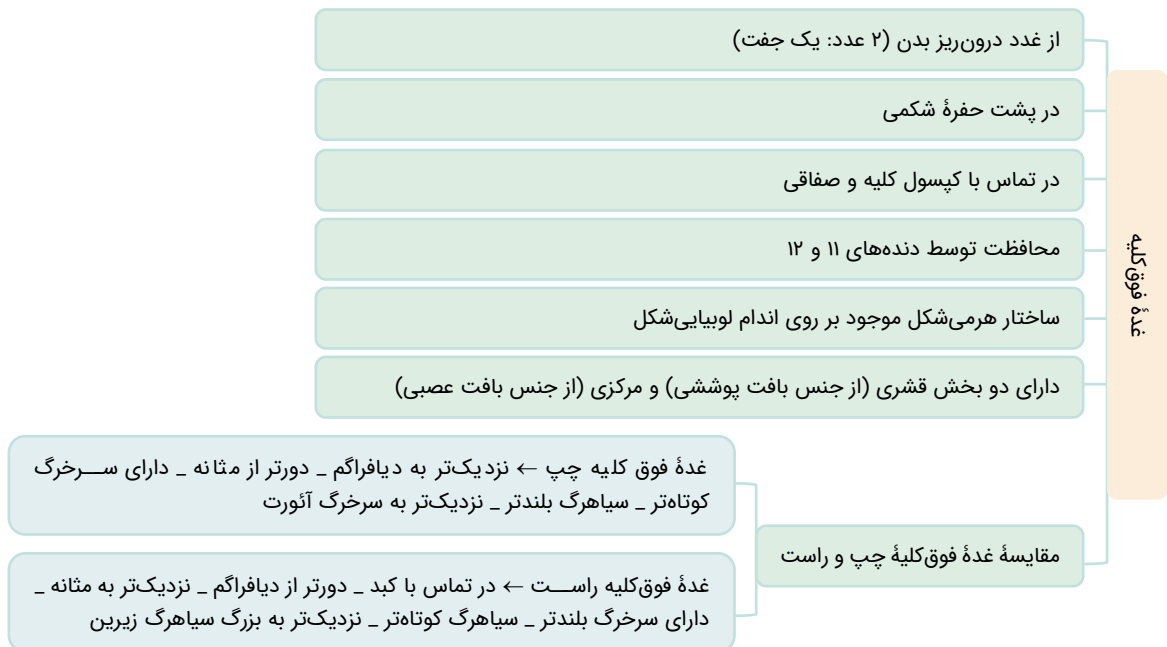 غدهٔ فوق‌کلیه
از غدد درون‌ریز بدن (۲ عدد: یک جفت)
در پشت حفرهٔ شکمی
در تماس با کپسول کلیه و صفاقی
محافظت توسط دنده‌های ۱۱ و ۱۲
ساختار هرمی‌شکل موجود بر روی اندام لوبیایی‌شکل
دارای دو بخش قشری (از جنس بافت پوششی) و مرکزی (از جنس بافت عصبی)
مقایسهٔ غدهٔ فوق‌کلیهٔ چپ و راست
غدهٔ فوق کلیه چپ ← نزدیک‌تر به دیافراگم _ دورتر از مثانه _ دارای ســرخرگ
کوتاه‌تر _ سیاهرگ بلندتر _ نزدیک‌تر به سرخرگ آئورت
غدهٔ فوق‌کلیه راســت ← در تماس با کبد _ دورتر از دیافراگم _ نزدیک‌تر به مثانه _
دارای سرخرگ بلندتر _ سیاهرگ کوتاه‌تر _ نزدیک‌تر به بزرگ سیاهرگ زیرین